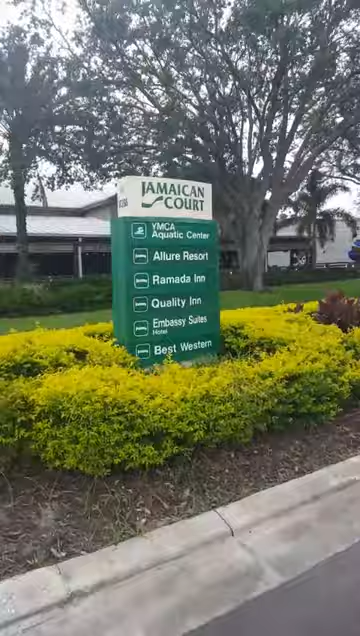 JAMAICAN
COURT
YMCA
Aquatic Center
Allure Resort
Ramada Inn
Quality Inn
Embassy Suites
Hotel
Best Western